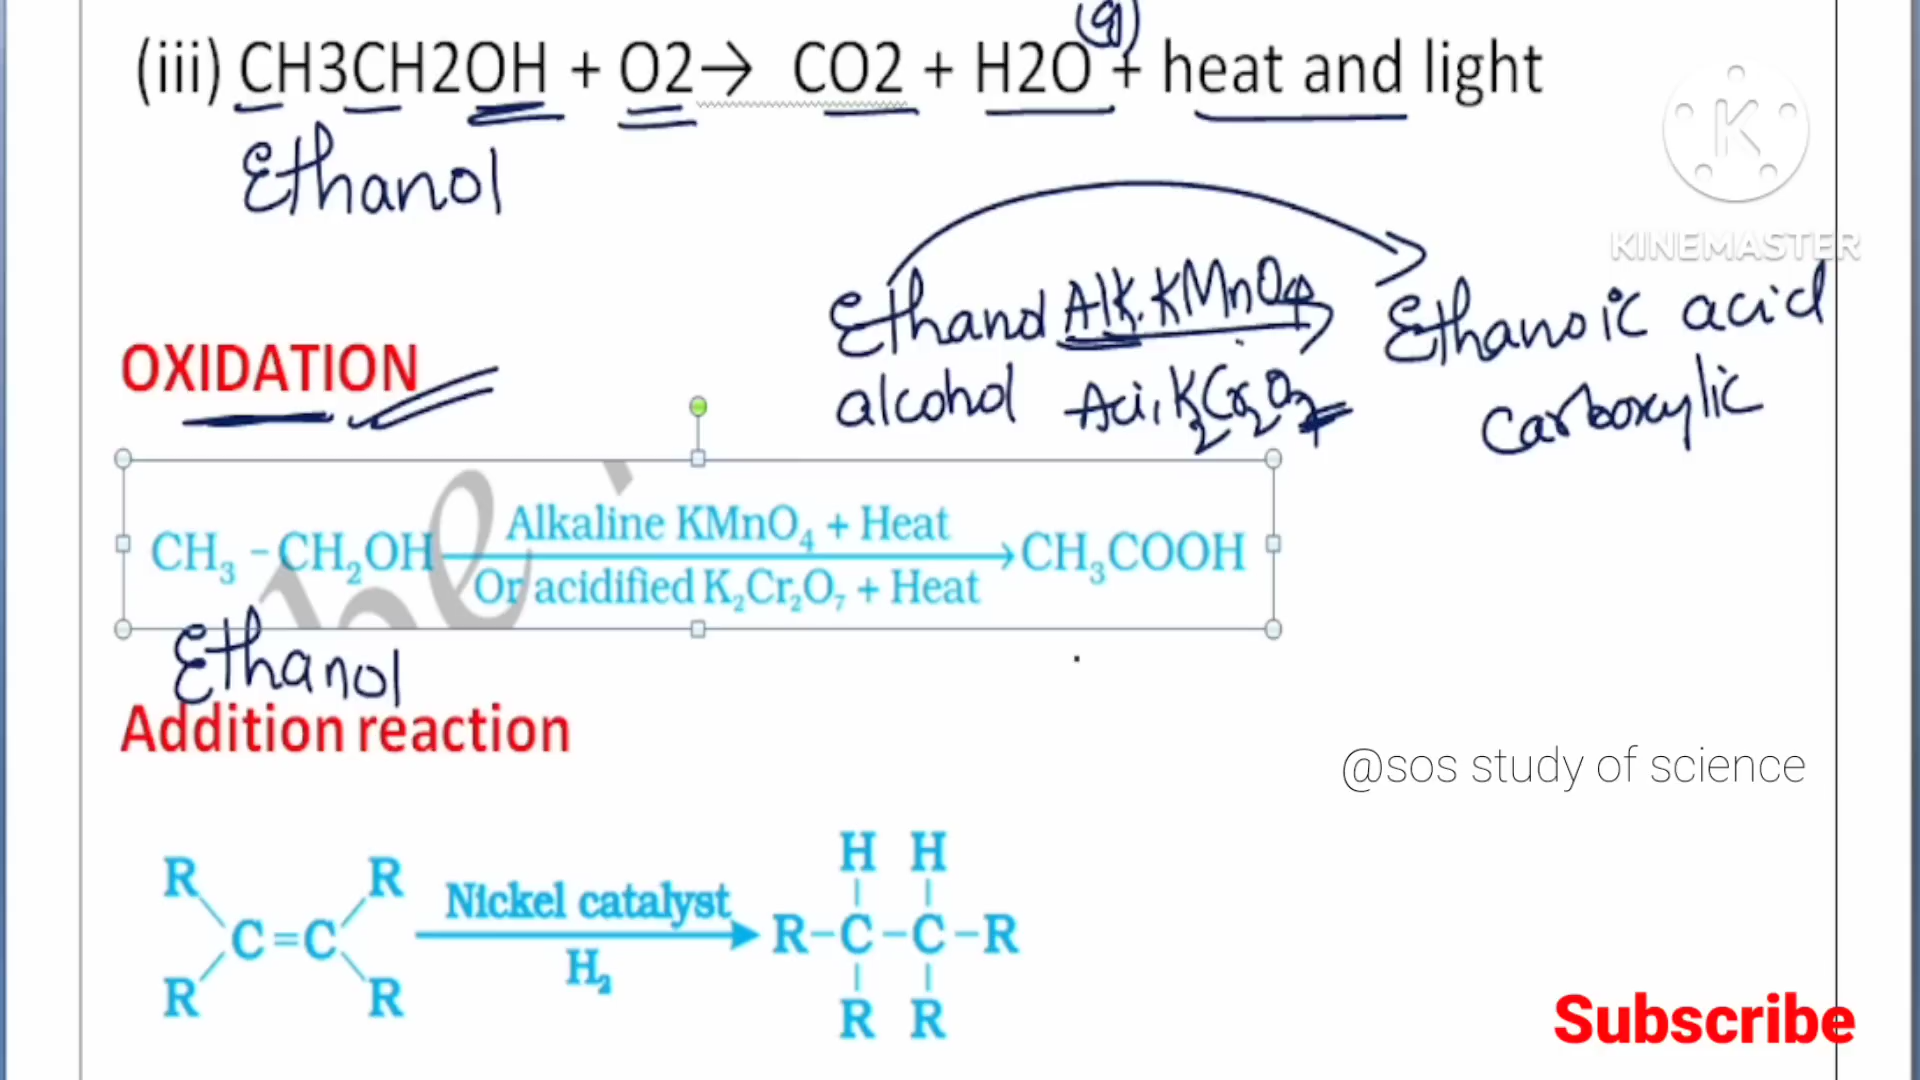 (iii) CH3CH2OH + O2→ CO2 + H2O (g) + heat and light
Ethanol
KINEMASTER
Ethanol Alk. KMnO4 Ethanoic acid
OXIDATION
alcohol Aci. K2Cr2O7 carboxylic
CH₃ – CH₂OH Alkaline KMnO₄ + Heat → CH₃COOH
Or acidified K₂Cr₂O₇ + Heat
Ethanol
Addition reaction
@sos study of science
H H
R R Nickel catalyst
C=C R–C–C–R
R R H₂
R R
Subscribe